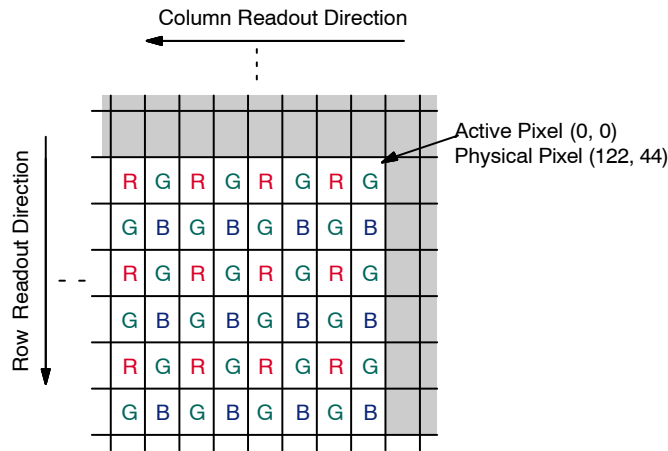 Column Readout Direction
Active Pixel (0, 0)
Physical Pixel (122, 44)
Row Readout Direction
R G R G R G R G
G B G B G B G B
R G R G R G R G
G B G B G B G B
R G R G R G R G
G B G B G B G B